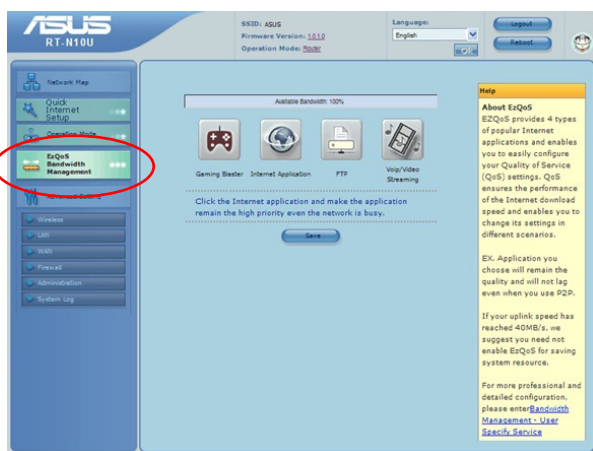 ASUS
RT-N10U
SSID: ASUS
Firmware Version: 1.0.1.0
Operation Mode: Router
Language:
English
Logout
Reboot
Network Map
Quick
Internet
Setup
Operation Mode
EzQoS
Bandwidth
Management
Advanced Setting
Wireless
LAN
WAN
Firewall
Administration
System Log
Available Bandwidth: 100%
Gaming Blaster
Internet Application
FTP
Voip/Video
Streaming
Click the Internet application and make the application
remain the high priority even the network is busy.
Save
Help
About EzQoS
EZQoS provides 4 types
of popular Internet
applications and enables
you to easily configure
your Quality of Service
(QoS) settings. QoS
ensures the performance
of the Internet download
speed and enables you to
change its settings in
different scenarios.
EX. Application you
choose will remain the
quality and will not lag
even when you use P2P.
If your uplink speed has
reached 40MB/s, we
suggest you need not
enable EzQoS for saving
system resource.
For more professional and
detailed configuration,
please enterBandwidth
Management - User
Specify Service